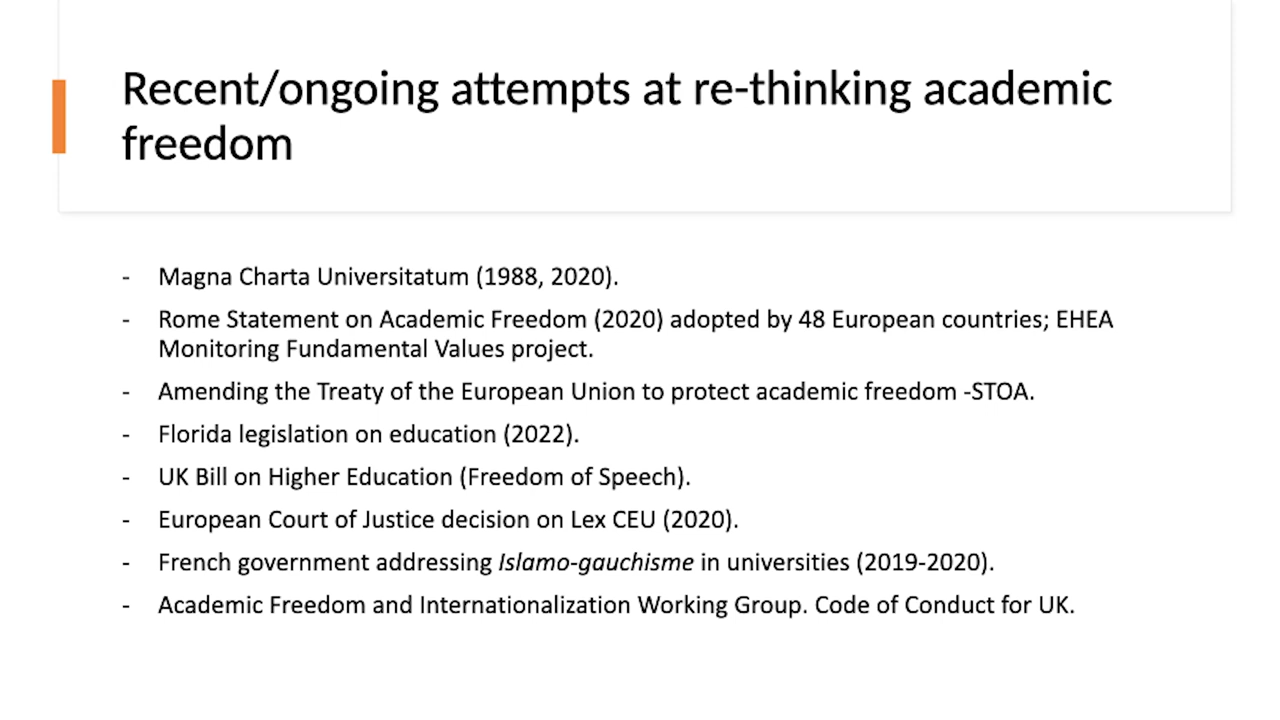 Recent/ongoing attempts at re-thinking academic
freedom
- Magna Charta Universitatum (1988, 2020).
- Rome Statement on Academic Freedom (2020) adopted by 48 European countries; EHEA
Monitoring Fundamental Values project.
- Amending the Treaty of the European Union to protect academic freedom -STOA.
- Florida legislation on education (2022).
- UK Bill on Higher Education (Freedom of Speech).
- European Court of Justice decision on Lex CEU (2020).
- French government addressing Islamo-gauchisme in universities (2019-2020).
- Academic Freedom and Internationalization Working Group. Code of Conduct for UK.